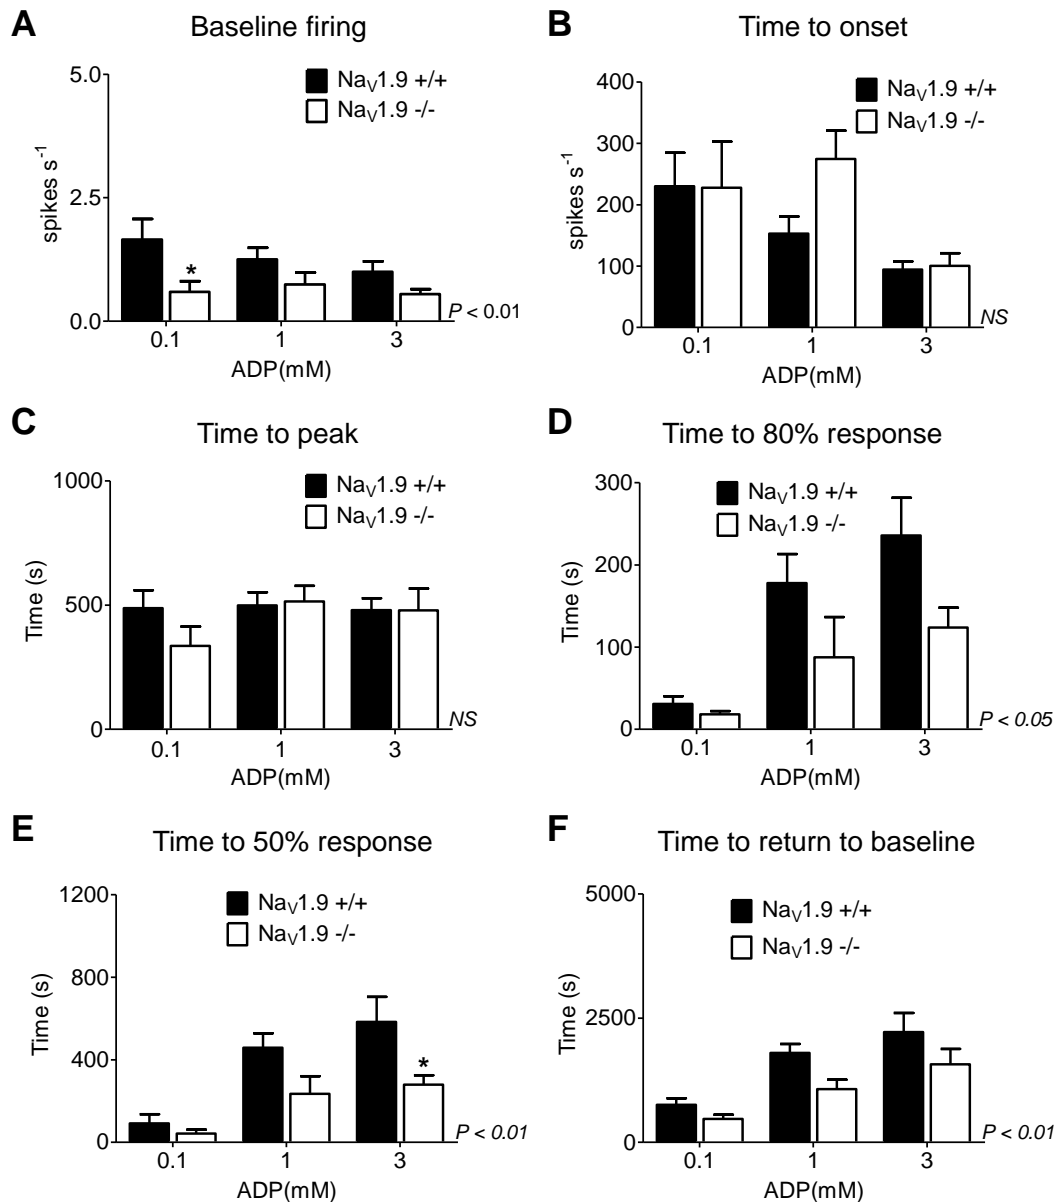 A
Baseline firing
5.0
2.5
0.0
spikes s⁻¹
Naᵥ1.9 +/+
Naᵥ1.9 -/-
*
P < 0.01
0.1 1 3
ADP(mM)
B
Time to onset
400
300
200
100
0
spikes s⁻¹
Naᵥ1.9 +/+
Naᵥ1.9 -/-
NS
0.1 1 3
ADP(mM)
C
Time to peak
1000
500
0
Time (s)
Naᵥ1.9 +/+
Naᵥ1.9 -/-
NS
0.1 1 3
ADP(mM)
D
Time to 80% response
300
200
100
0
Time (s)
Naᵥ1.9 +/+
Naᵥ1.9 -/-
P < 0.05
0.1 1 3
ADP(mM)
E
Time to 50% response
1200
800
400
0
Time (s)
Naᵥ1.9 +/+
Naᵥ1.9 -/-
*
P < 0.01
0.1 1 3
ADP(mM)
F
Time to return to baseline
5000
2500
0
Time (s)
Naᵥ1.9 +/+
Naᵥ1.9 -/-
P < 0.01
0.1 1 3
ADP(mM)